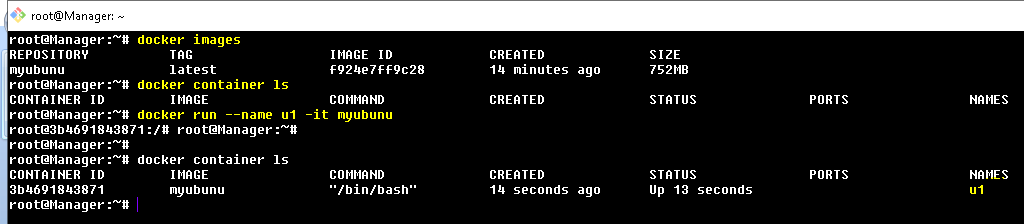 root@Manager: ~
root@Manager:~# docker images
REPOSITORY TAG IMAGE ID CREATED SIZE
myubunu latest f924e7ff9c28 14 minutes ago 752MB
root@Manager:~# docker container ls
CONTAINER ID IMAGE COMMAND CREATED STATUS PORTS NAMES
root@Manager:~# docker run --name u1 -it myubunu
root@3b4691843871:/# root@Manager:~#
root@Manager:~#
root@Manager:~# docker container ls
CONTAINER ID IMAGE COMMAND CREATED STATUS PORTS NAMES
3b4691843871 myubunu "/bin/bash" 14 seconds ago Up 13 seconds u1
root@Manager:~#